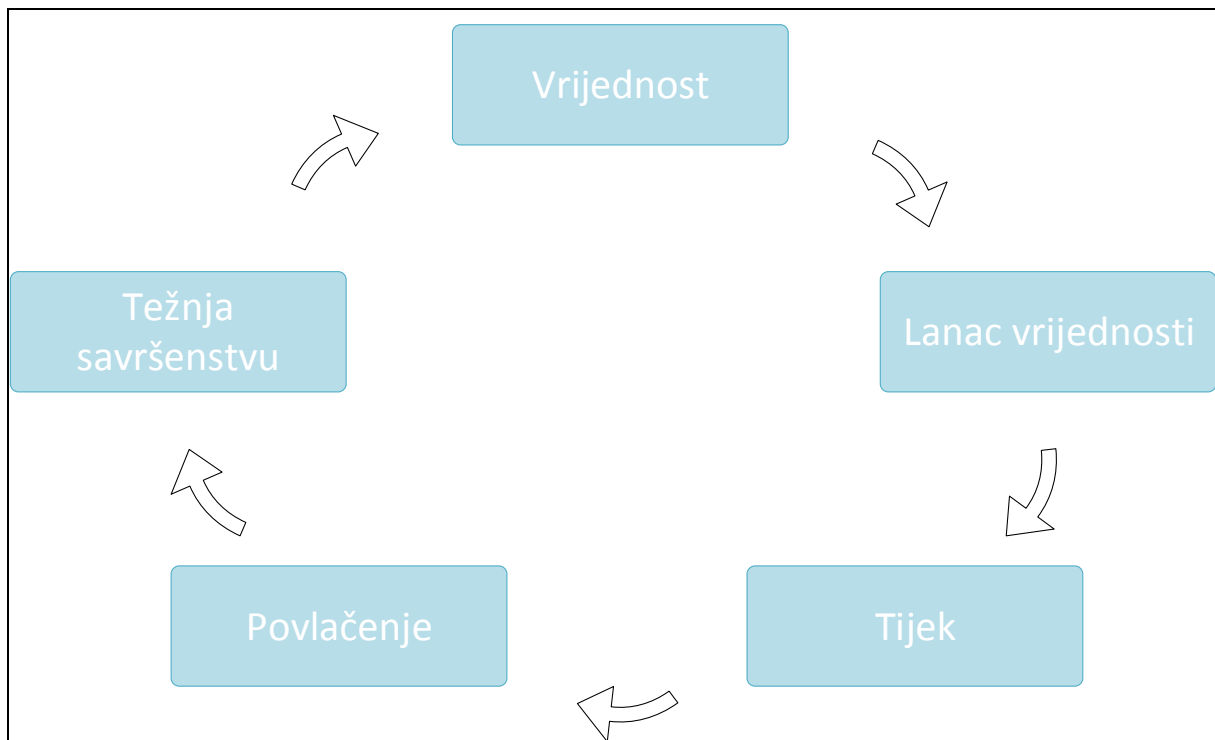 Vrijednost
Lanac vrijednosti
Tijek
Povlačenje
Težnja
savršenstvu